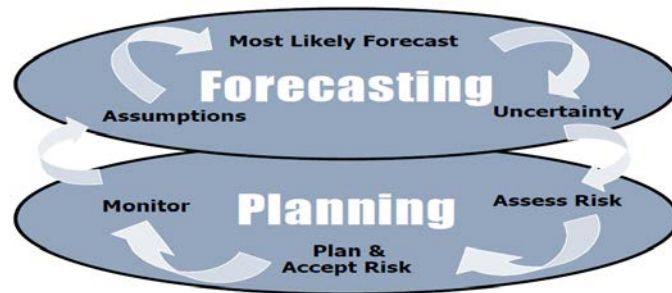 Most Likely Forecast
Forecasting
Assumptions
Uncertainty
Monitor
Planning
Assess Risk
Plan &
Accept Risk